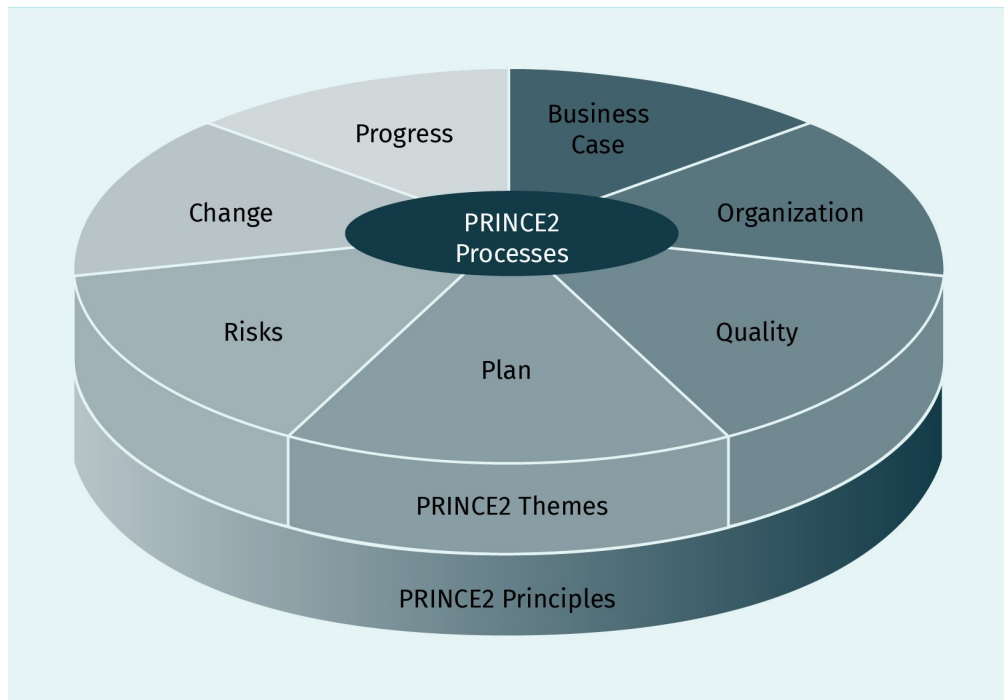 Progress
Business
Case
Change
Organization
PRINCE2
Processes
Risks
Quality
Plan
PRINCE2 Themes
PRINCE2 Principles